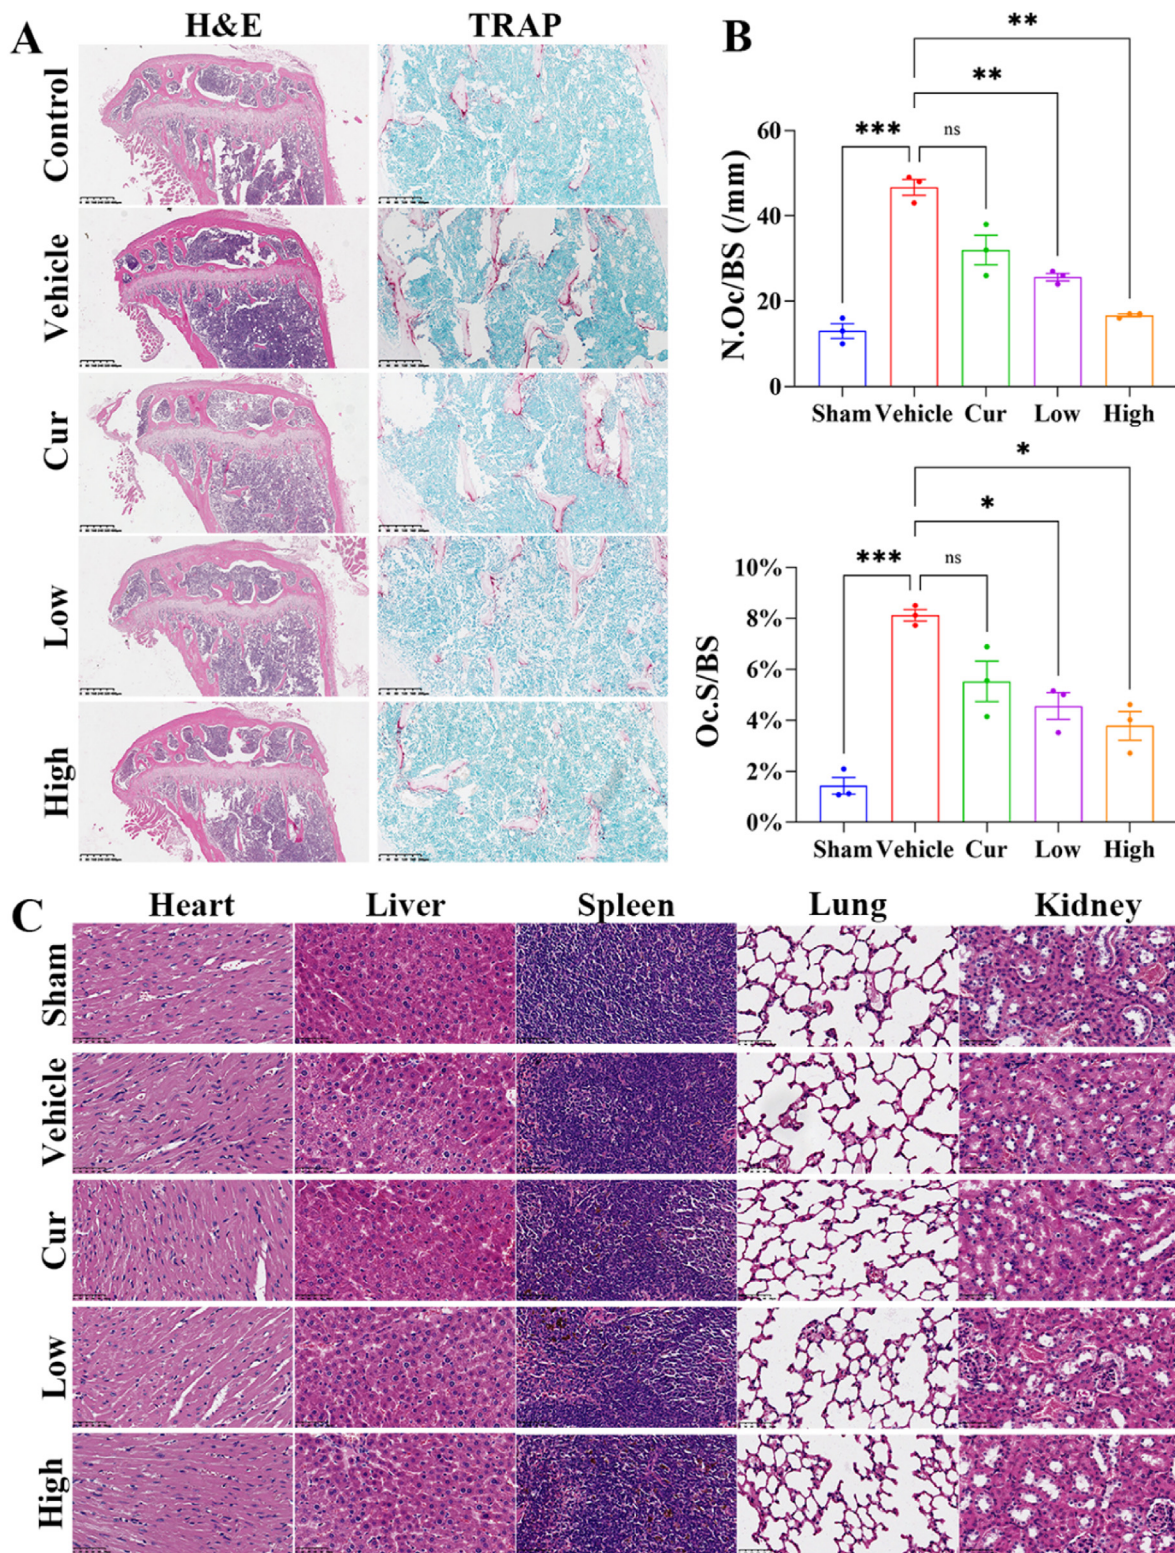 A
H&E
TRAP
Control
Vehicle
Cur
Low
High
B
**
**
***
ns
N.Oc/BS (/mm)
60
40
20
0
Sham Vehicle Cur Low High
*
*
***
ns
Oc.S/BS
10%
8%
6%
4%
2%
0%
Sham Vehicle Cur Low High
C
Heart Liver Spleen Lung Kidney
Sham
Vehicle
Cur
Low
High